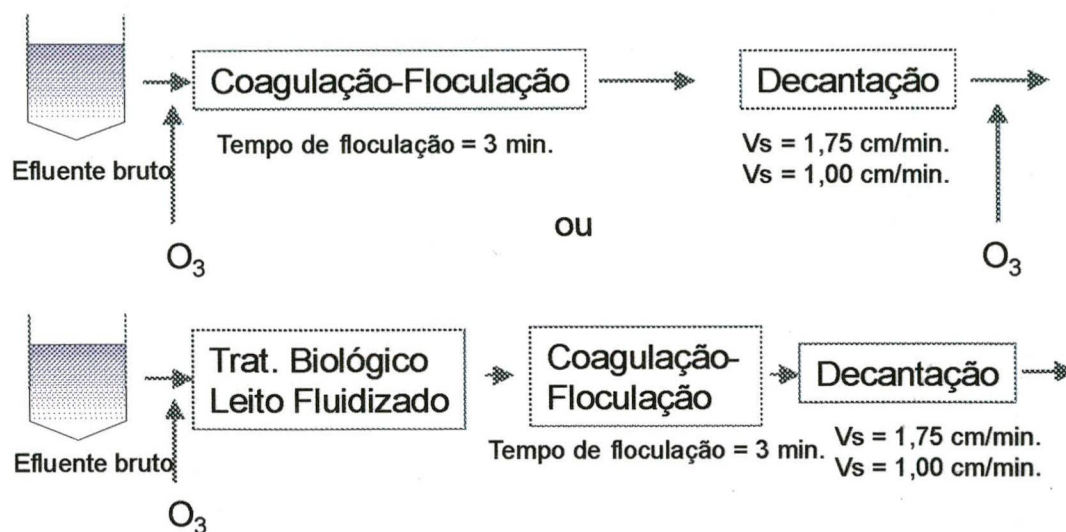 Coagulação-Floculação
Decantação
Tempo de floculação = 3 min.
Vs = 1,75 cm/min.
Vs = 1,00 cm/min.
Efluente bruto
ou
O₃
O₃
Trat. Biológico
Leito Fluidizado
Coagulação-
Floculação
Decantação
Tempo de floculação = 3 min.
Vs = 1,75 cm/min.
Vs = 1,00 cm/min.
Efluente bruto
O₃